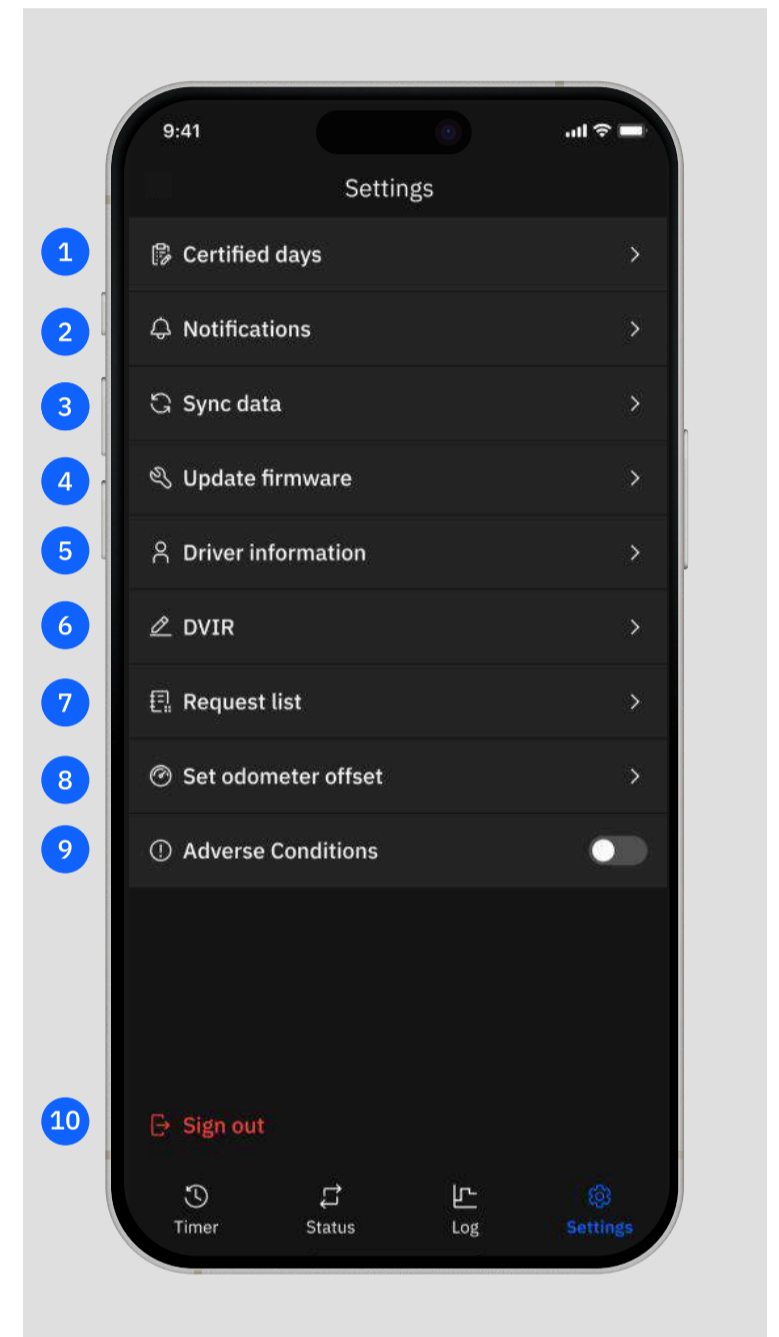 9:41
Settings
1 Certified days
2 Notifications
3 Sync data
4 Update firmware
5 Driver information
6 DVIR
7 Request list
8 Set odometer offset
9 Adverse Conditions
10 Sign out
Timer Status Log Settings